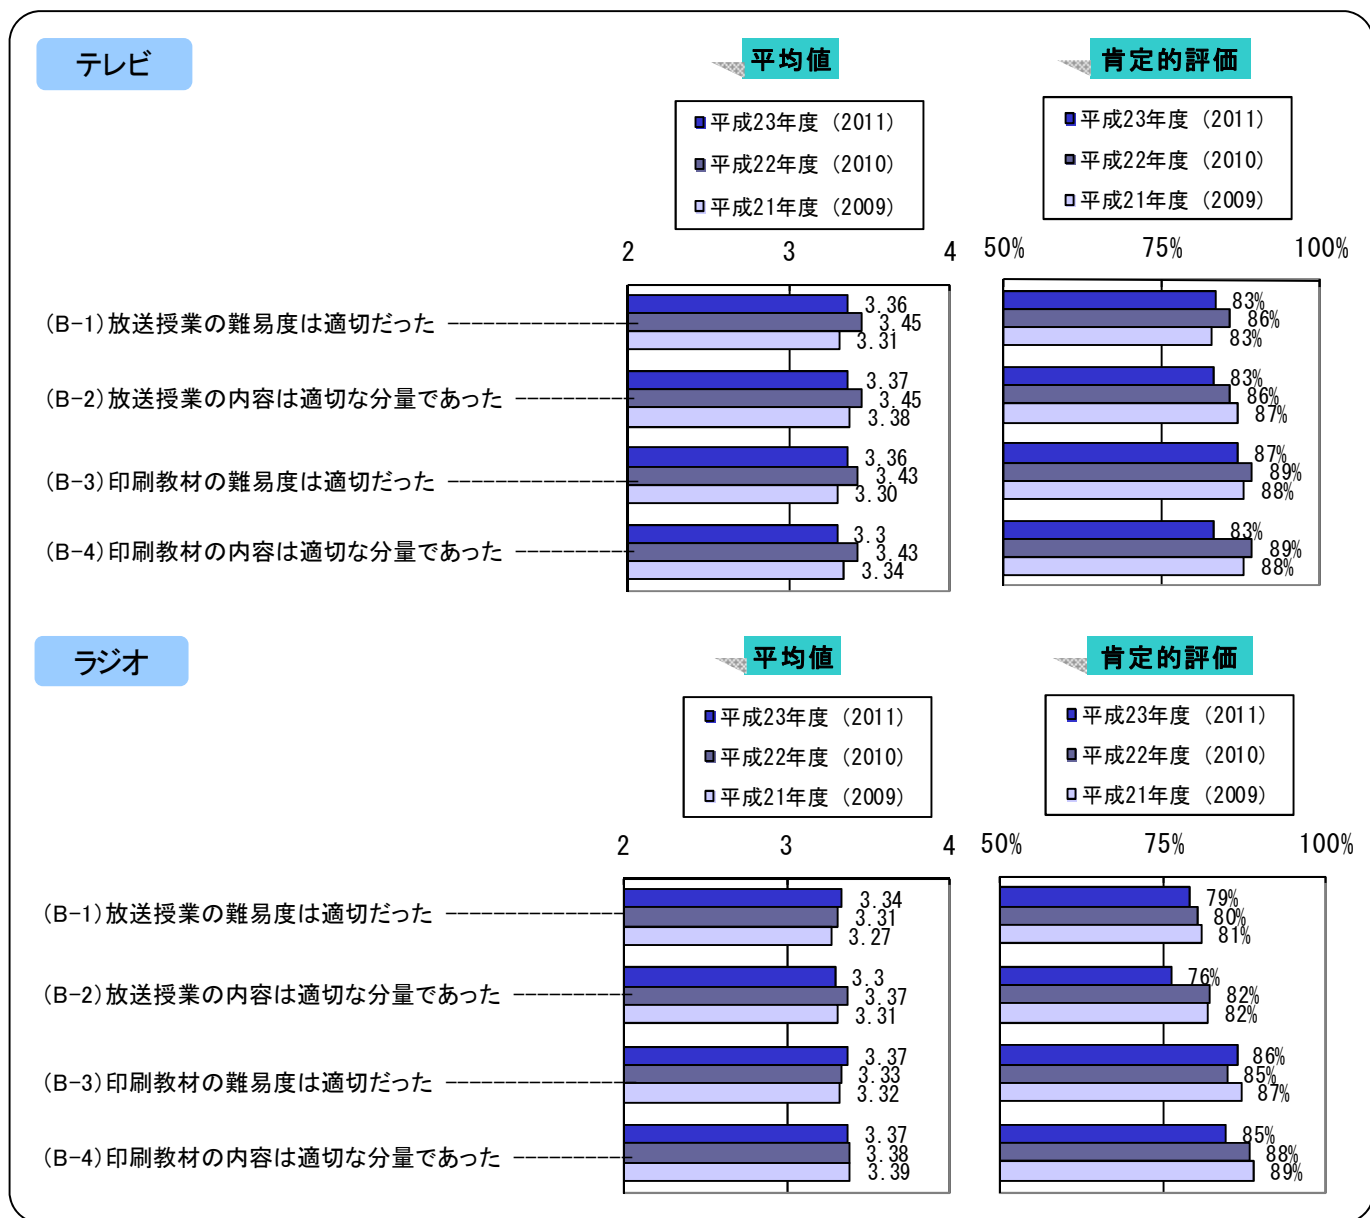 テレビ
平均値
肯定的評価
■平成23年度（2011）
■平成22年度（2010）
□平成21年度（2009）
■平成23年度（2011）
■平成22年度（2010）
□平成21年度（2009）
2 3 4
50% 75% 100%
(B-1)放送授業の難易度は適切だった
3.36
3.45
3.31
83%
86%
83%
(B-2)放送授業の内容は適切な分量であった
3.37
3.45
3.38
83%
86%
87%
(B-3)印刷教材の難易度は適切だった
3.36
3.43
3.30
87%
89%
88%
(B-4)印刷教材の内容は適切な分量であった
3.3
3.43
3.34
83%
89%
88%
ラジオ
平均値
肯定的評価
■平成23年度（2011）
■平成22年度（2010）
□平成21年度（2009）
■平成23年度（2011）
■平成22年度（2010）
□平成21年度（2009）
2 3 4
50% 75% 100%
(B-1)放送授業の難易度は適切だった
3.34
3.31
3.27
79%
80%
81%
(B-2)放送授業の内容は適切な分量であった
3.3
3.37
3.31
76%
82%
82%
(B-3)印刷教材の難易度は適切だった
3.37
3.33
3.32
86%
85%
87%
(B-4)印刷教材の内容は適切な分量であった
3.37
3.38
3.39
85%
88%
89%